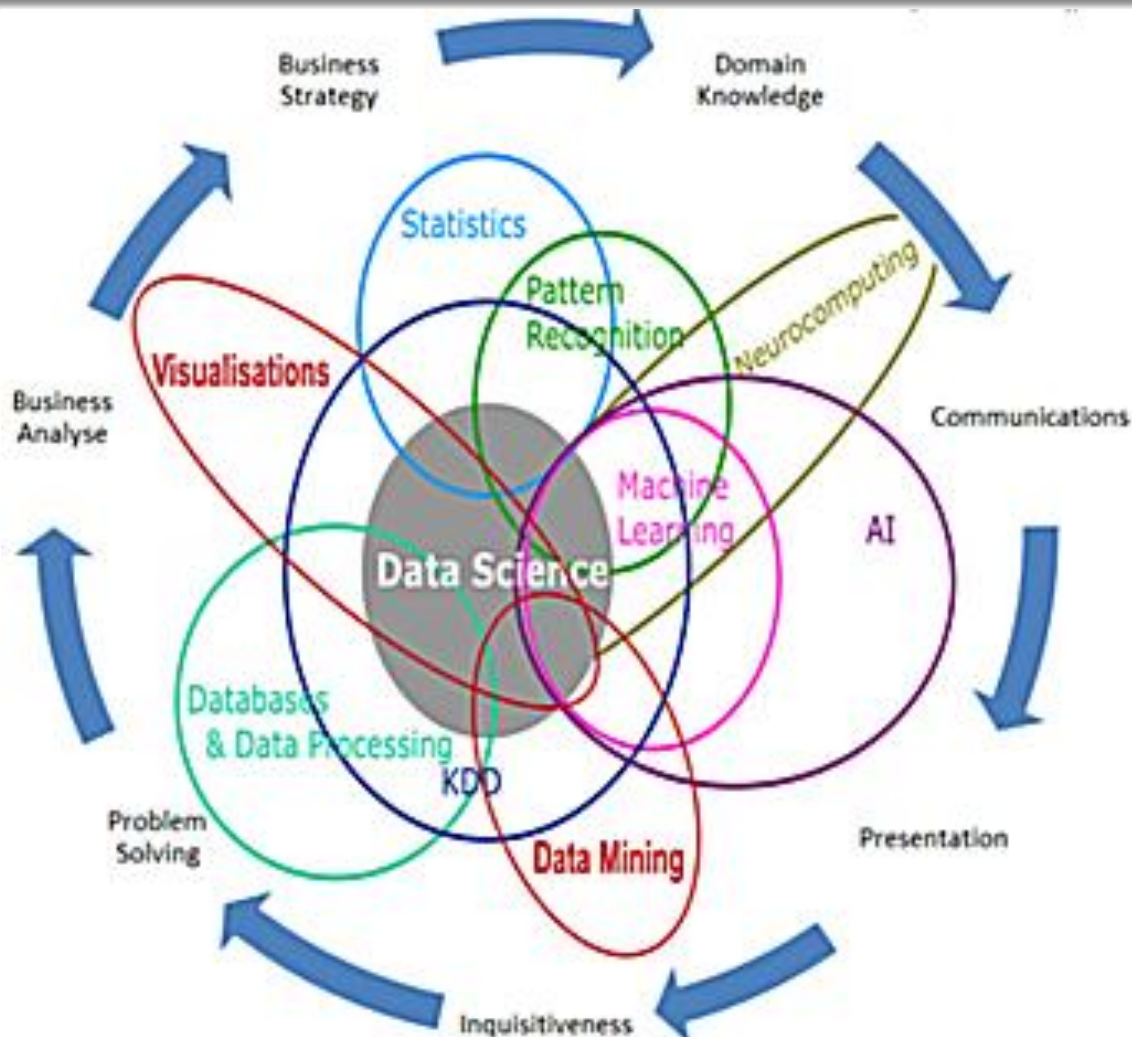 Business
Strategy
Domain
Knowledge
Statistics
Pattern
Recognition
Neurocomputing
Visualisations
Business
Analyse
Communications
Machine
Learning
AI
Data Science
Databases
& Data Processing
KDD
Problem
Solving
Presentation
Data Mining
Inquisitiveness